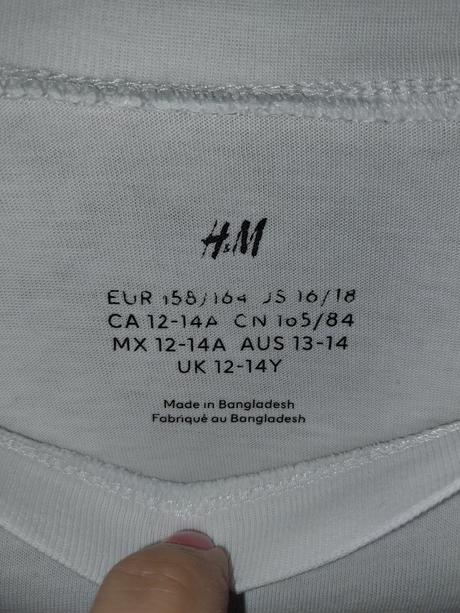 H&M
EUR 158/164 US 16/18
CA 12-14A CN 165/84
MX 12-14A AUS 13-14
UK 12-14Y
Made in Bangladesh
Fabriqué au Bangladesh